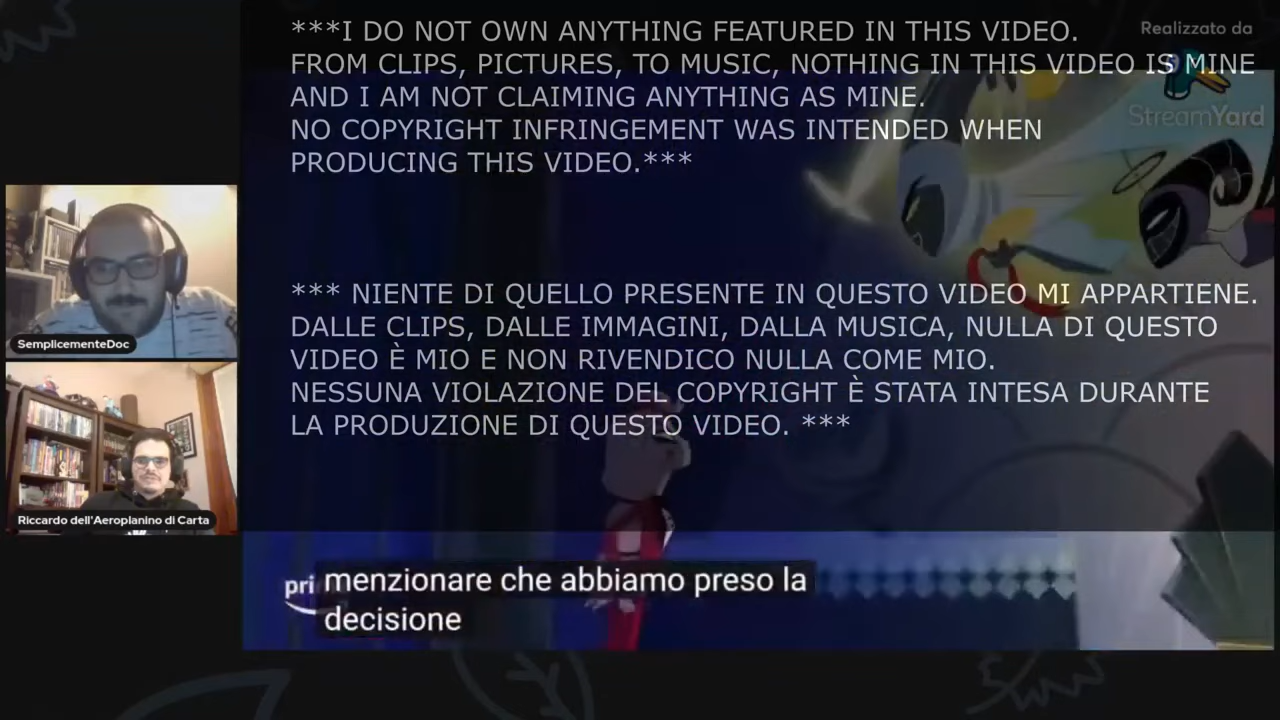 ***I DO NOT OWN ANYTHING FEATURED IN THIS VIDEO.
FROM CLIPS, PICTURES, TO MUSIC, NOTHING IN THIS VIDEO IS MINE
AND I AM NOT CLAIMING ANYTHING AS MINE.
NO COPYRIGHT INFRINGEMENT WAS INTENDED WHEN
PRODUCING THIS VIDEO.***
Realizzato da
StreamYard
*** NIENTE DI QUELLO PRESENTE IN QUESTO VIDEO MI APPARTIENE.
DALLE CLIPS, DALLE IMMAGINI, DALLA MUSICA, NULLA DI QUESTO
VIDEO È MIO E NON RIVENDICO NULLA COME MIO.
NESSUNA VIOLAZIONE DEL COPYRIGHT È STATA INTESA DURANTE
LA PRODUZIONE DI QUESTO VIDEO. ***
SemplicementeDoc
Riccardo dell'Aeroplanino di Carta
pri
menzionare che abbiamo preso la
decisione